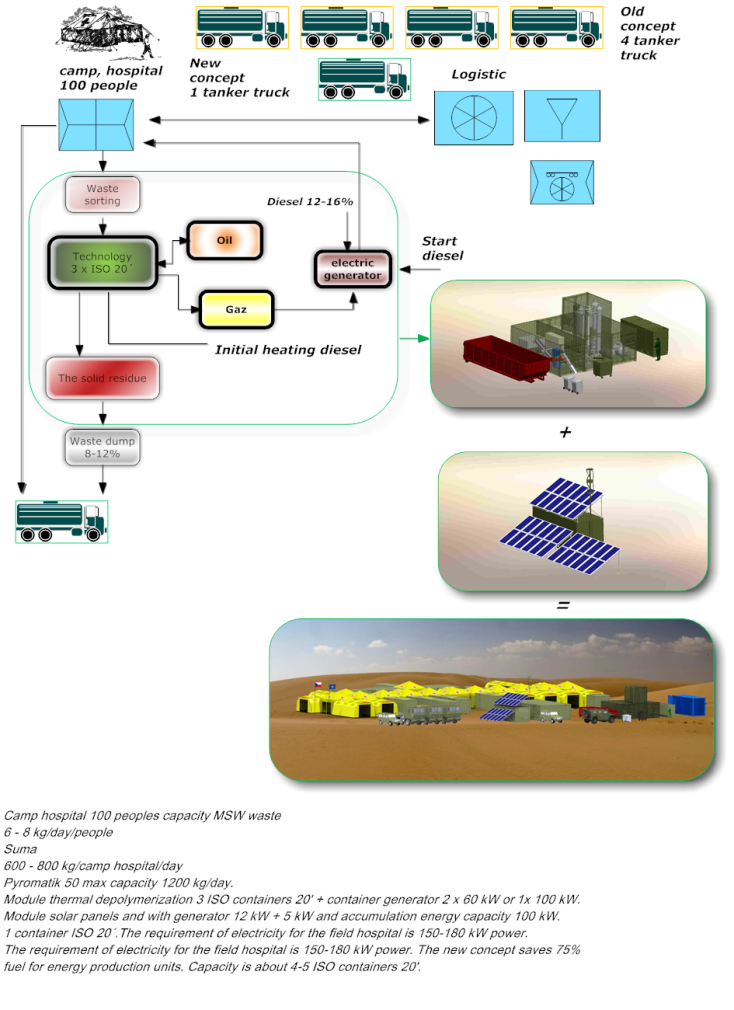 Old
concept
4 tanker
truck
New
concept
1 tanker truck
camp, hospital
100 people
Logistic
Waste
sorting
Diesel 12-16%
Oil
Technology
3 x ISO 20´
electric
generator
Start
diesel
Gaz
Initial heating diesel
The solid residue
+
Waste dump
8-12%
=
Camp hospital 100 peoples capacity MSW waste
6 - 8 kg/day/people
Suma
600 - 800 kg/camp hospital/day
Pyromatik 50 max capacity 1200 kg/day.
Module thermal depolymerization 3 ISO containers 20' + container generator 2 x 60 kW or 1x 100 kW.
Module solar panels and with generator 12 kW + 5 kW and accumulation energy capacity 100 kW.
1 container ISO 20´.The requirement of electricity for the field hospital is 150-180 kW power.
The requirement of electricity for the field hospital is 150-180 kW power. The new concept saves 75%
fuel for energy production units. Capacity is about 4-5 ISO containers 20'.